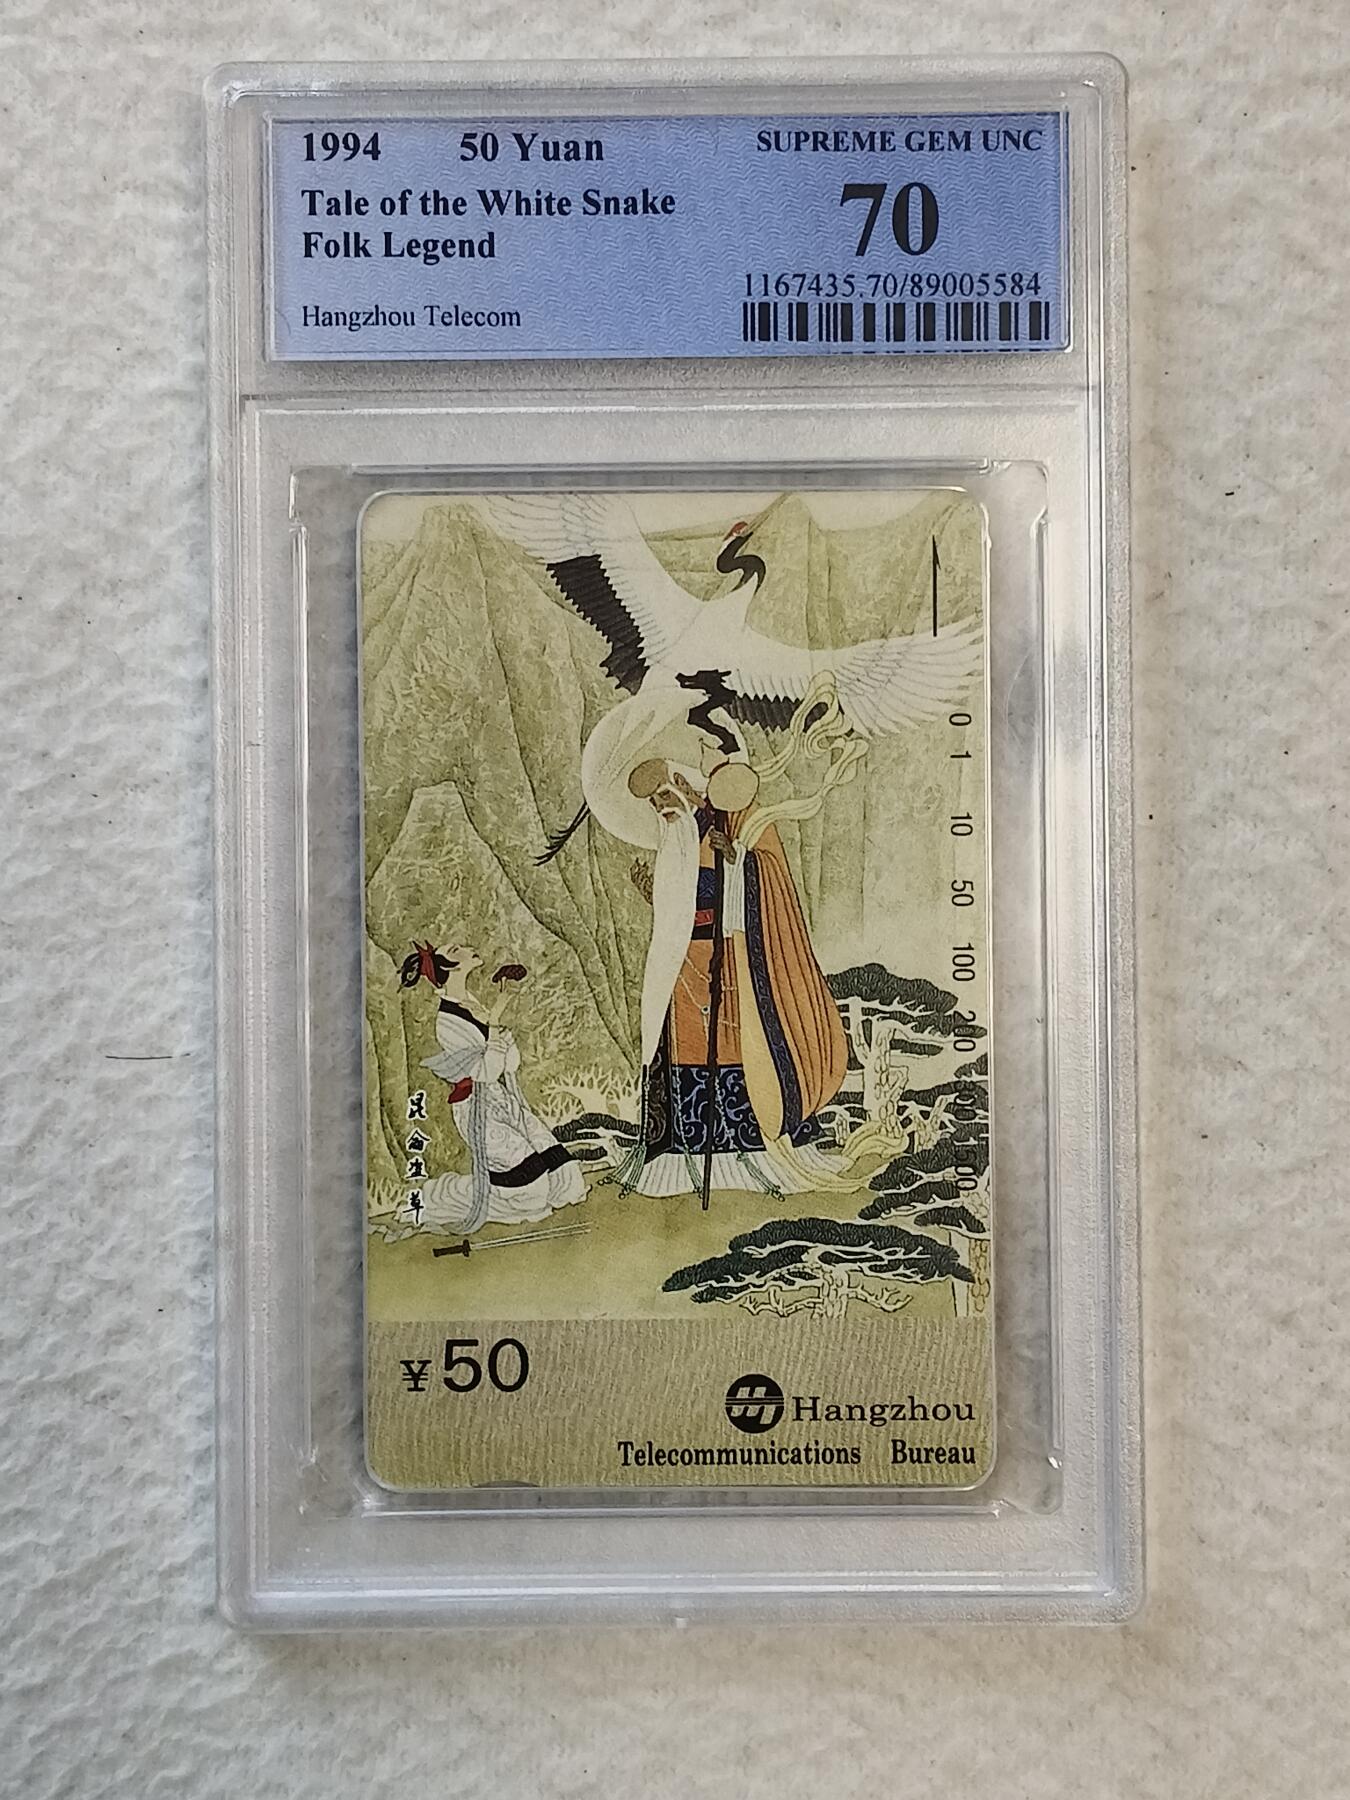 1994 50 Yuan
SUPREME GEM UNC
Tale of the White Snake
Folk Legend
70
1167435.70/89005584
Hangzhou Telecom
0
1
10
50
100
200
昆仑盗草
¥50
Hangzhou
Telecommunications Bureau